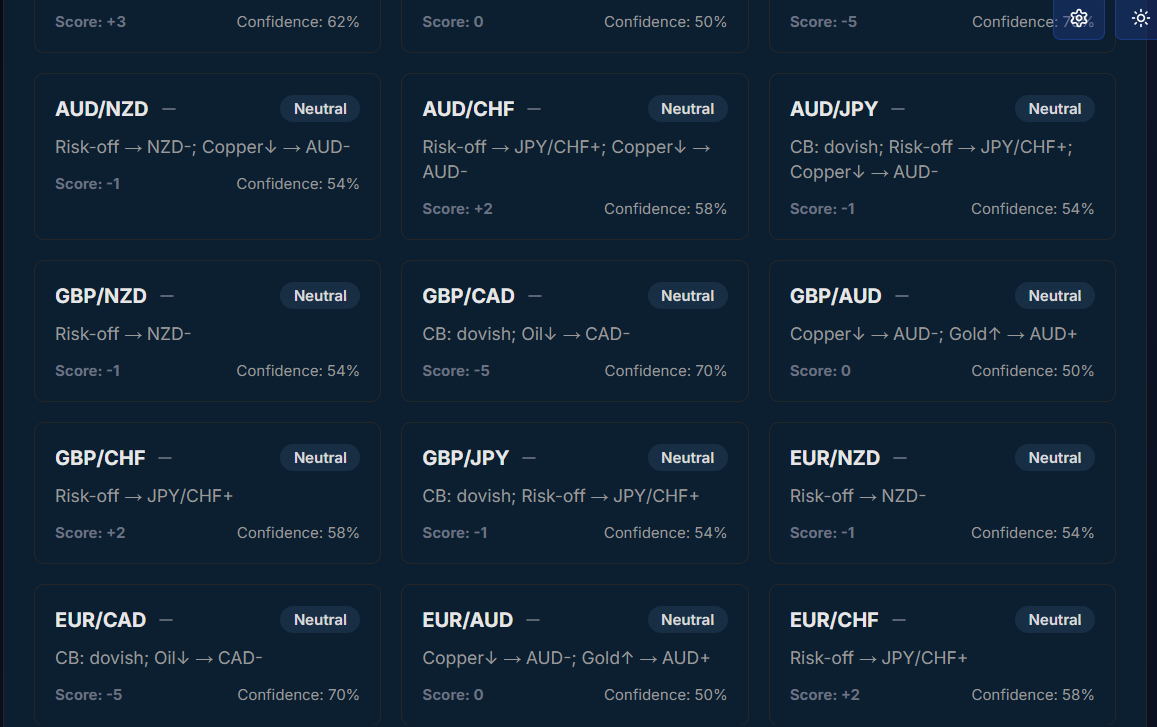 Score: +3 Confidence: 62%
Score: 0 Confidence: 50%
Score: -5 Confidence:
AUD/NZD — Neutral
Risk-off → NZD-; Copper↓ → AUD-
Score: -1 Confidence: 54%
AUD/CHF — Neutral
Risk-off → JPY/CHF+; Copper↓ →
AUD-
Score: +2 Confidence: 58%
AUD/JPY — Neutral
CB: dovish; Risk-off → JPY/CHF+;
Copper↓ → AUD-
Score: -1 Confidence: 54%
GBP/NZD — Neutral
Risk-off → NZD-
Score: -1 Confidence: 54%
GBP/CAD — Neutral
CB: dovish; Oil↓ → CAD-
Score: -5 Confidence: 70%
GBP/AUD — Neutral
Copper↓ → AUD-; Gold↑ → AUD+
Score: 0 Confidence: 50%
GBP/CHF — Neutral
Risk-off → JPY/CHF+
Score: +2 Confidence: 58%
GBP/JPY — Neutral
CB: dovish; Risk-off → JPY/CHF+
Score: -1 Confidence: 54%
EUR/NZD — Neutral
Risk-off → NZD-
Score: -1 Confidence: 54%
EUR/CAD — Neutral
CB: dovish; Oil↓ → CAD-
Score: -5 Confidence: 70%
EUR/AUD — Neutral
Copper↓ → AUD-; Gold↑ → AUD+
Score: 0 Confidence: 50%
EUR/CHF — Neutral
Risk-off → JPY/CHF+
Score: +2 Confidence: 58%